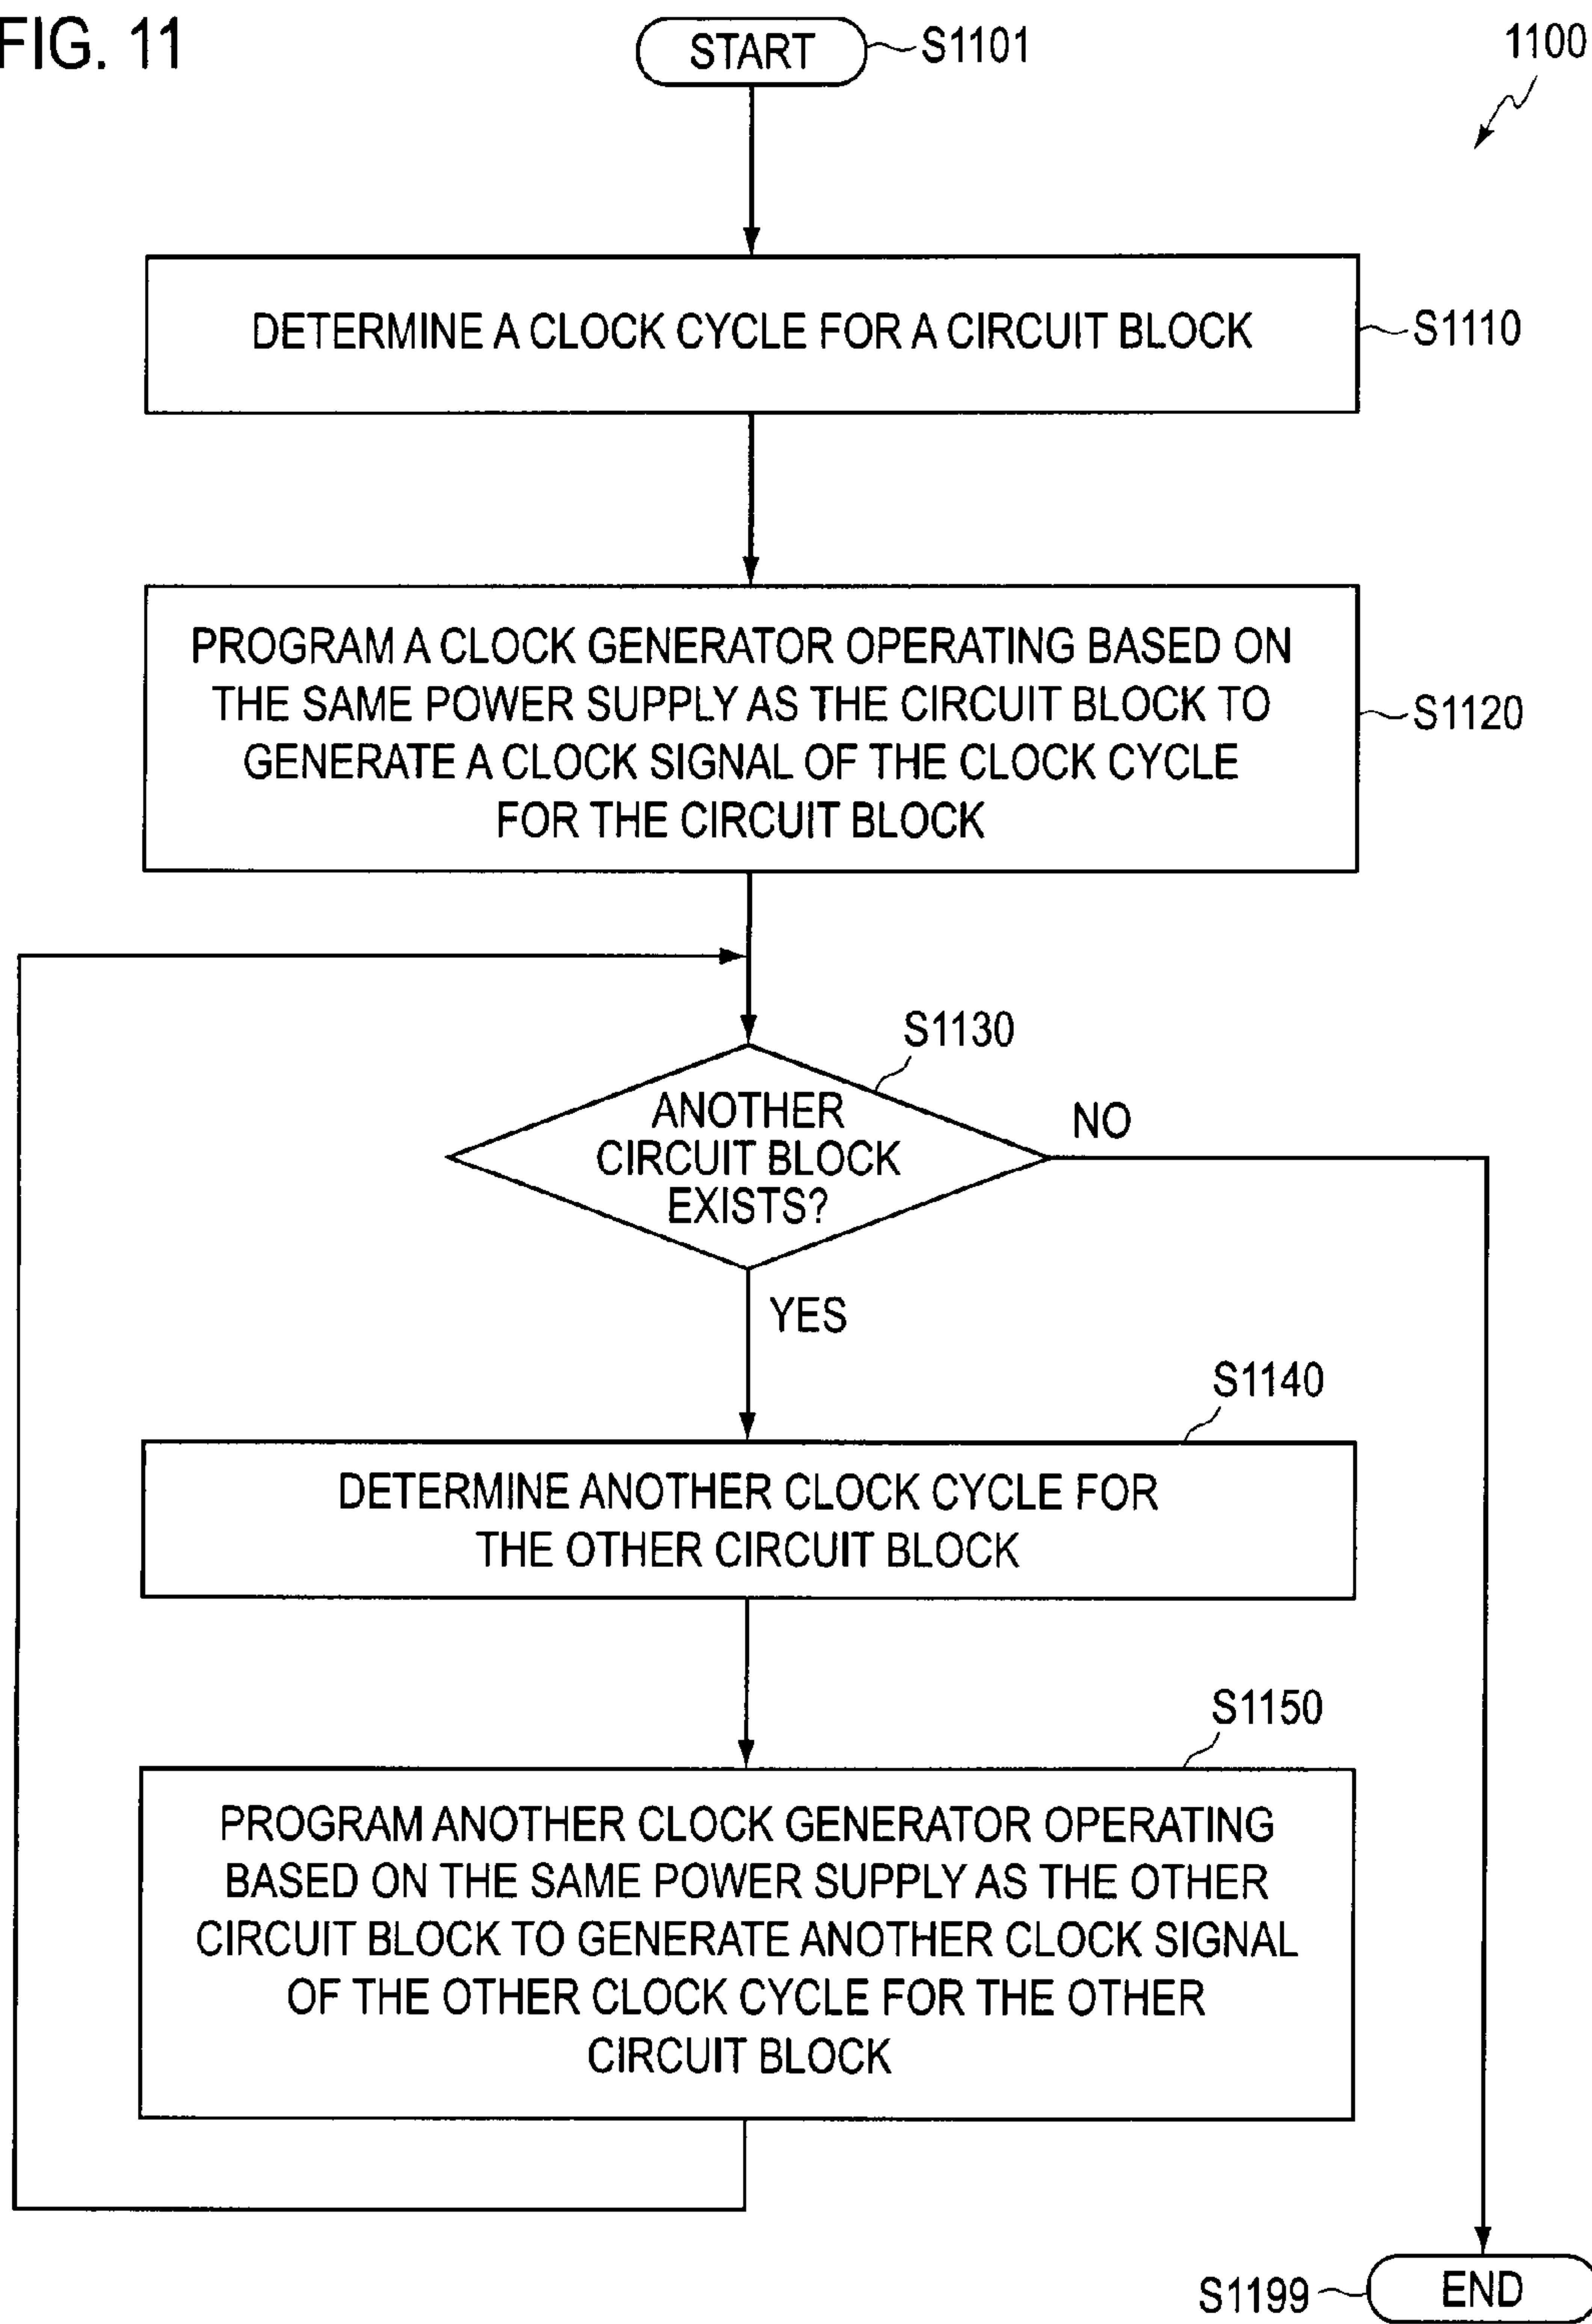 FIG. 11
START
S1101
1100
DETERMINE A CLOCK CYCLE FOR A CIRCUIT BLOCK
S1110
PROGRAM A CLOCK GENERATOR OPERATING BASED ON
THE SAME POWER SUPPLY AS THE CIRCUIT BLOCK TO
GENERATE A CLOCK SIGNAL OF THE CLOCK CYCLE
FOR THE CIRCUIT BLOCK
S1120
S1130
ANOTHER
CIRCUIT BLOCK
EXISTS?
NO
YES
S1140
DETERMINE ANOTHER CLOCK CYCLE FOR
THE OTHER CIRCUIT BLOCK
S1150
PROGRAM ANOTHER CLOCK GENERATOR OPERATING
BASED ON THE SAME POWER SUPPLY AS THE OTHER
CIRCUIT BLOCK TO GENERATE ANOTHER CLOCK SIGNAL
OF THE OTHER CLOCK CYCLE FOR THE OTHER
CIRCUIT BLOCK
S1199
END